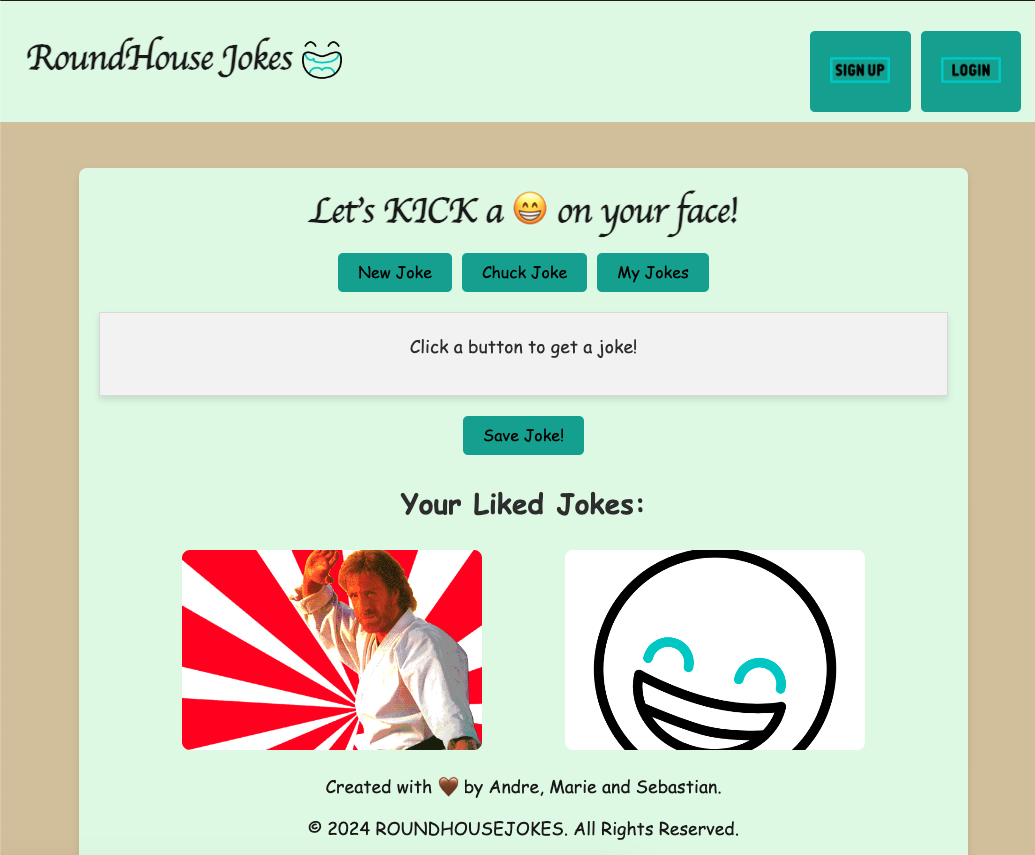 RoundHouse Jokes
SIGN UP
LOGIN
Let's KICK a 😁 on your face!
New Joke
Chuck Joke
My Jokes
Click a button to get a joke!
Save Joke!
Your Liked Jokes:
Created with 🤎 by Andre, Marie and Sebastian.
© 2024 ROUNDHOUSEJOKES. All Rights Reserved.